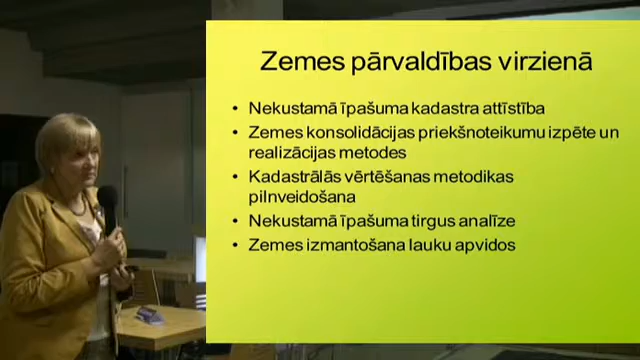 Zemes pārvaldības virzienā
• Nekustamā īpašuma kadastra attīstība
• Zemes konsolidācijas priekšnoteikumu izpēte un
realizācijas metodes
• Kadastrālās vērtēšanas metodikas
pilnveidošana
• Nekustamā īpašuma tirgus analīze
• Zemes izmantošana lauku apvidos